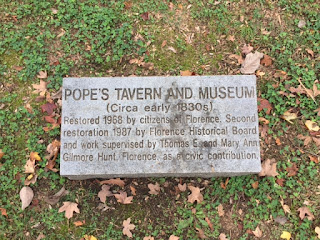 POPE'S TAVERN AND MUSEUM
(Circa early 1830s)
Restored 1968 by citizens of Florence. Second
restoration 1987 by Florence Historical Board
and work supervised by Thomas E. and Mary Ann
Gilmore Hunt, Florence, as a civic contribution.